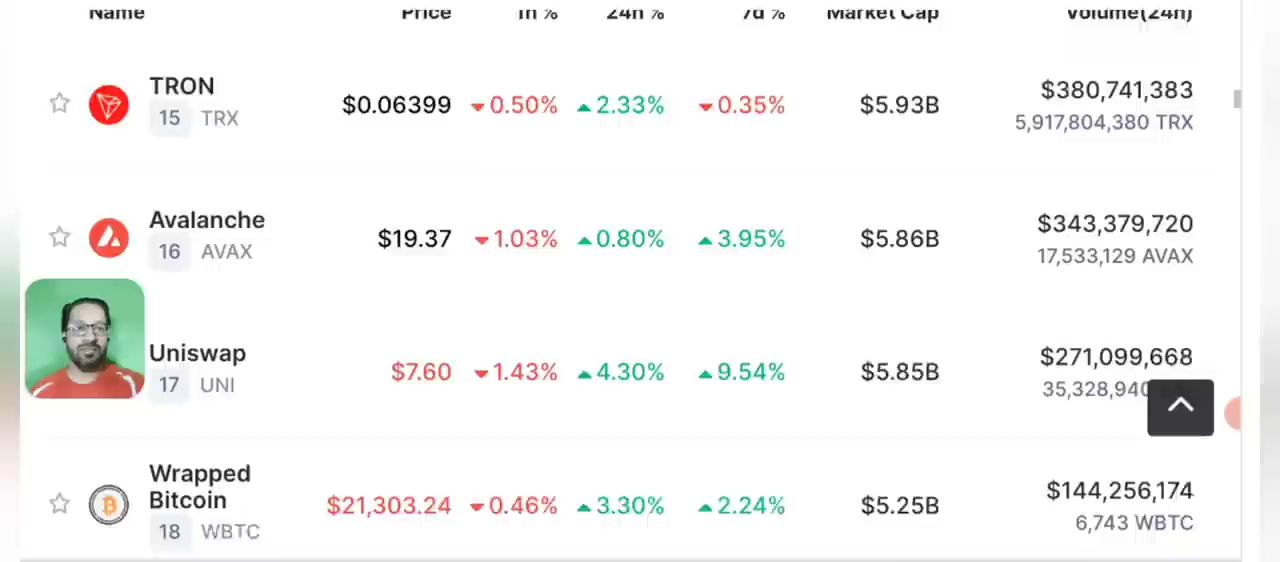 Name Price 1h % 24h % 7d % Market Cap Volume(24h)
TRON
15 TRX
$0.06399 0.50% 2.33% 0.35% $5.93B
$380,741,383
5,917,804,380 TRX
Avalanche
16 AVAX
$19.37 1.03% 0.80% 3.95% $5.86B
$343,379,720
17,533,129 AVAX
Uniswap
17 UNI
$7.60 1.43% 4.30% 9.54% $5.85B
$271,099,668
35,328,940
Wrapped
Bitcoin
18 WBTC
$21,303.24 0.46% 3.30% 2.24% $5.25B
$144,256,174
6,743 WBTC